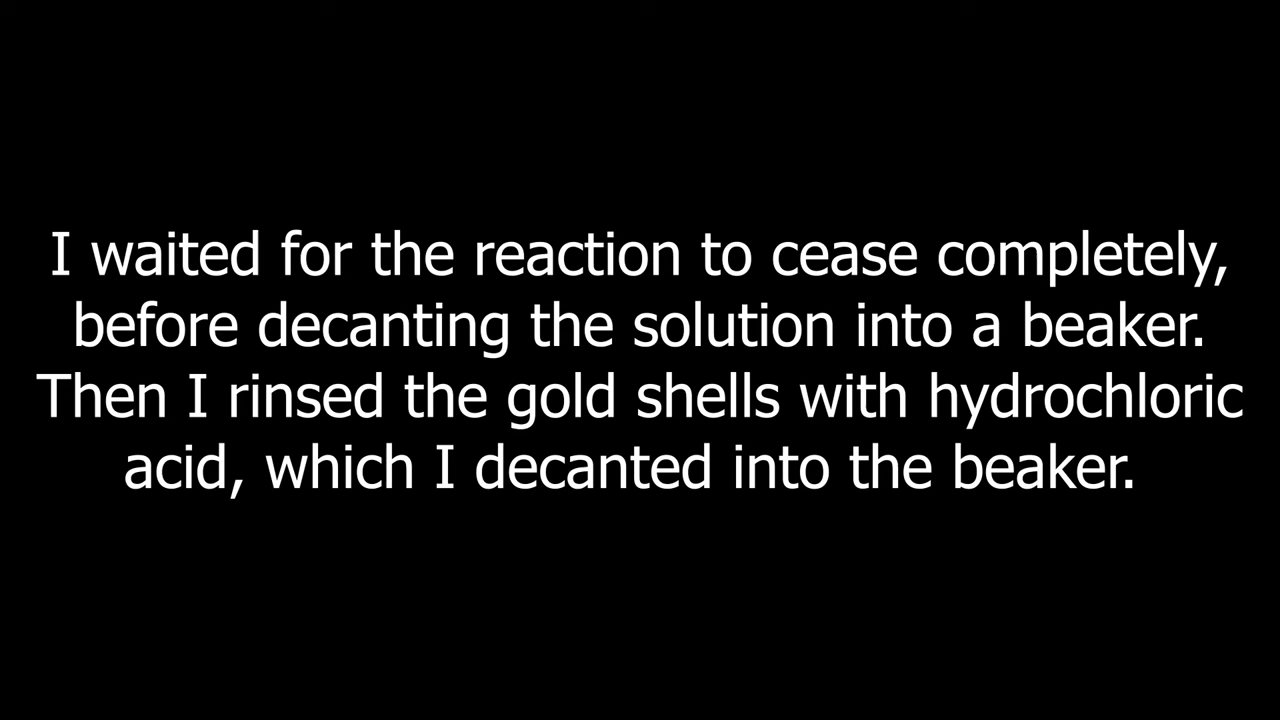 I waited for the reaction to cease completely,
before decanting the solution into a beaker.
Then I rinsed the gold shells with hydrochloric
acid, which I decanted into the beaker.